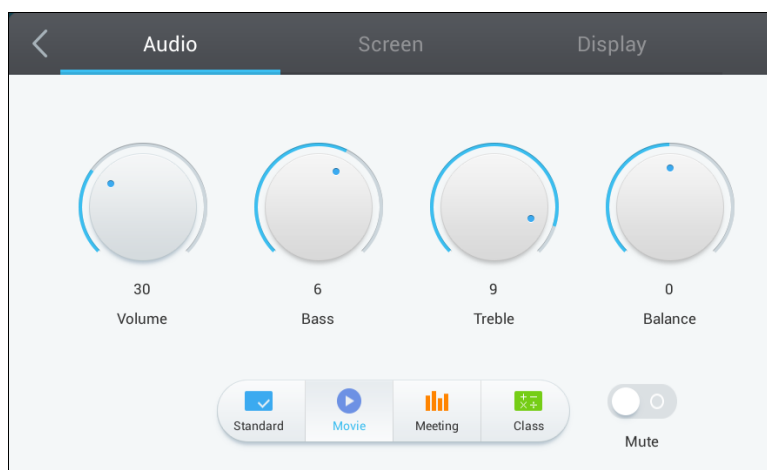 Audio Screen Display
30 6 9 0
Volume Bass Treble Balance
Standard Movie Meeting Class
Mute